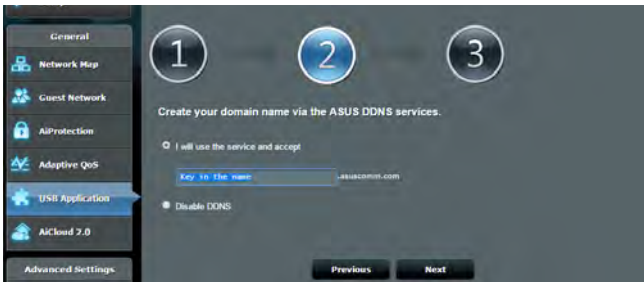 General
Network Map
Guest Network
AiProtection
Adaptive QoS
USB Application
AiCloud 2.0
Advanced Settings
1
2
3
Create your domain name via the ASUS DDNS services.
I will use the service and accept
Key in the name .asuscomm.com
Disable DDNS
Previous Next